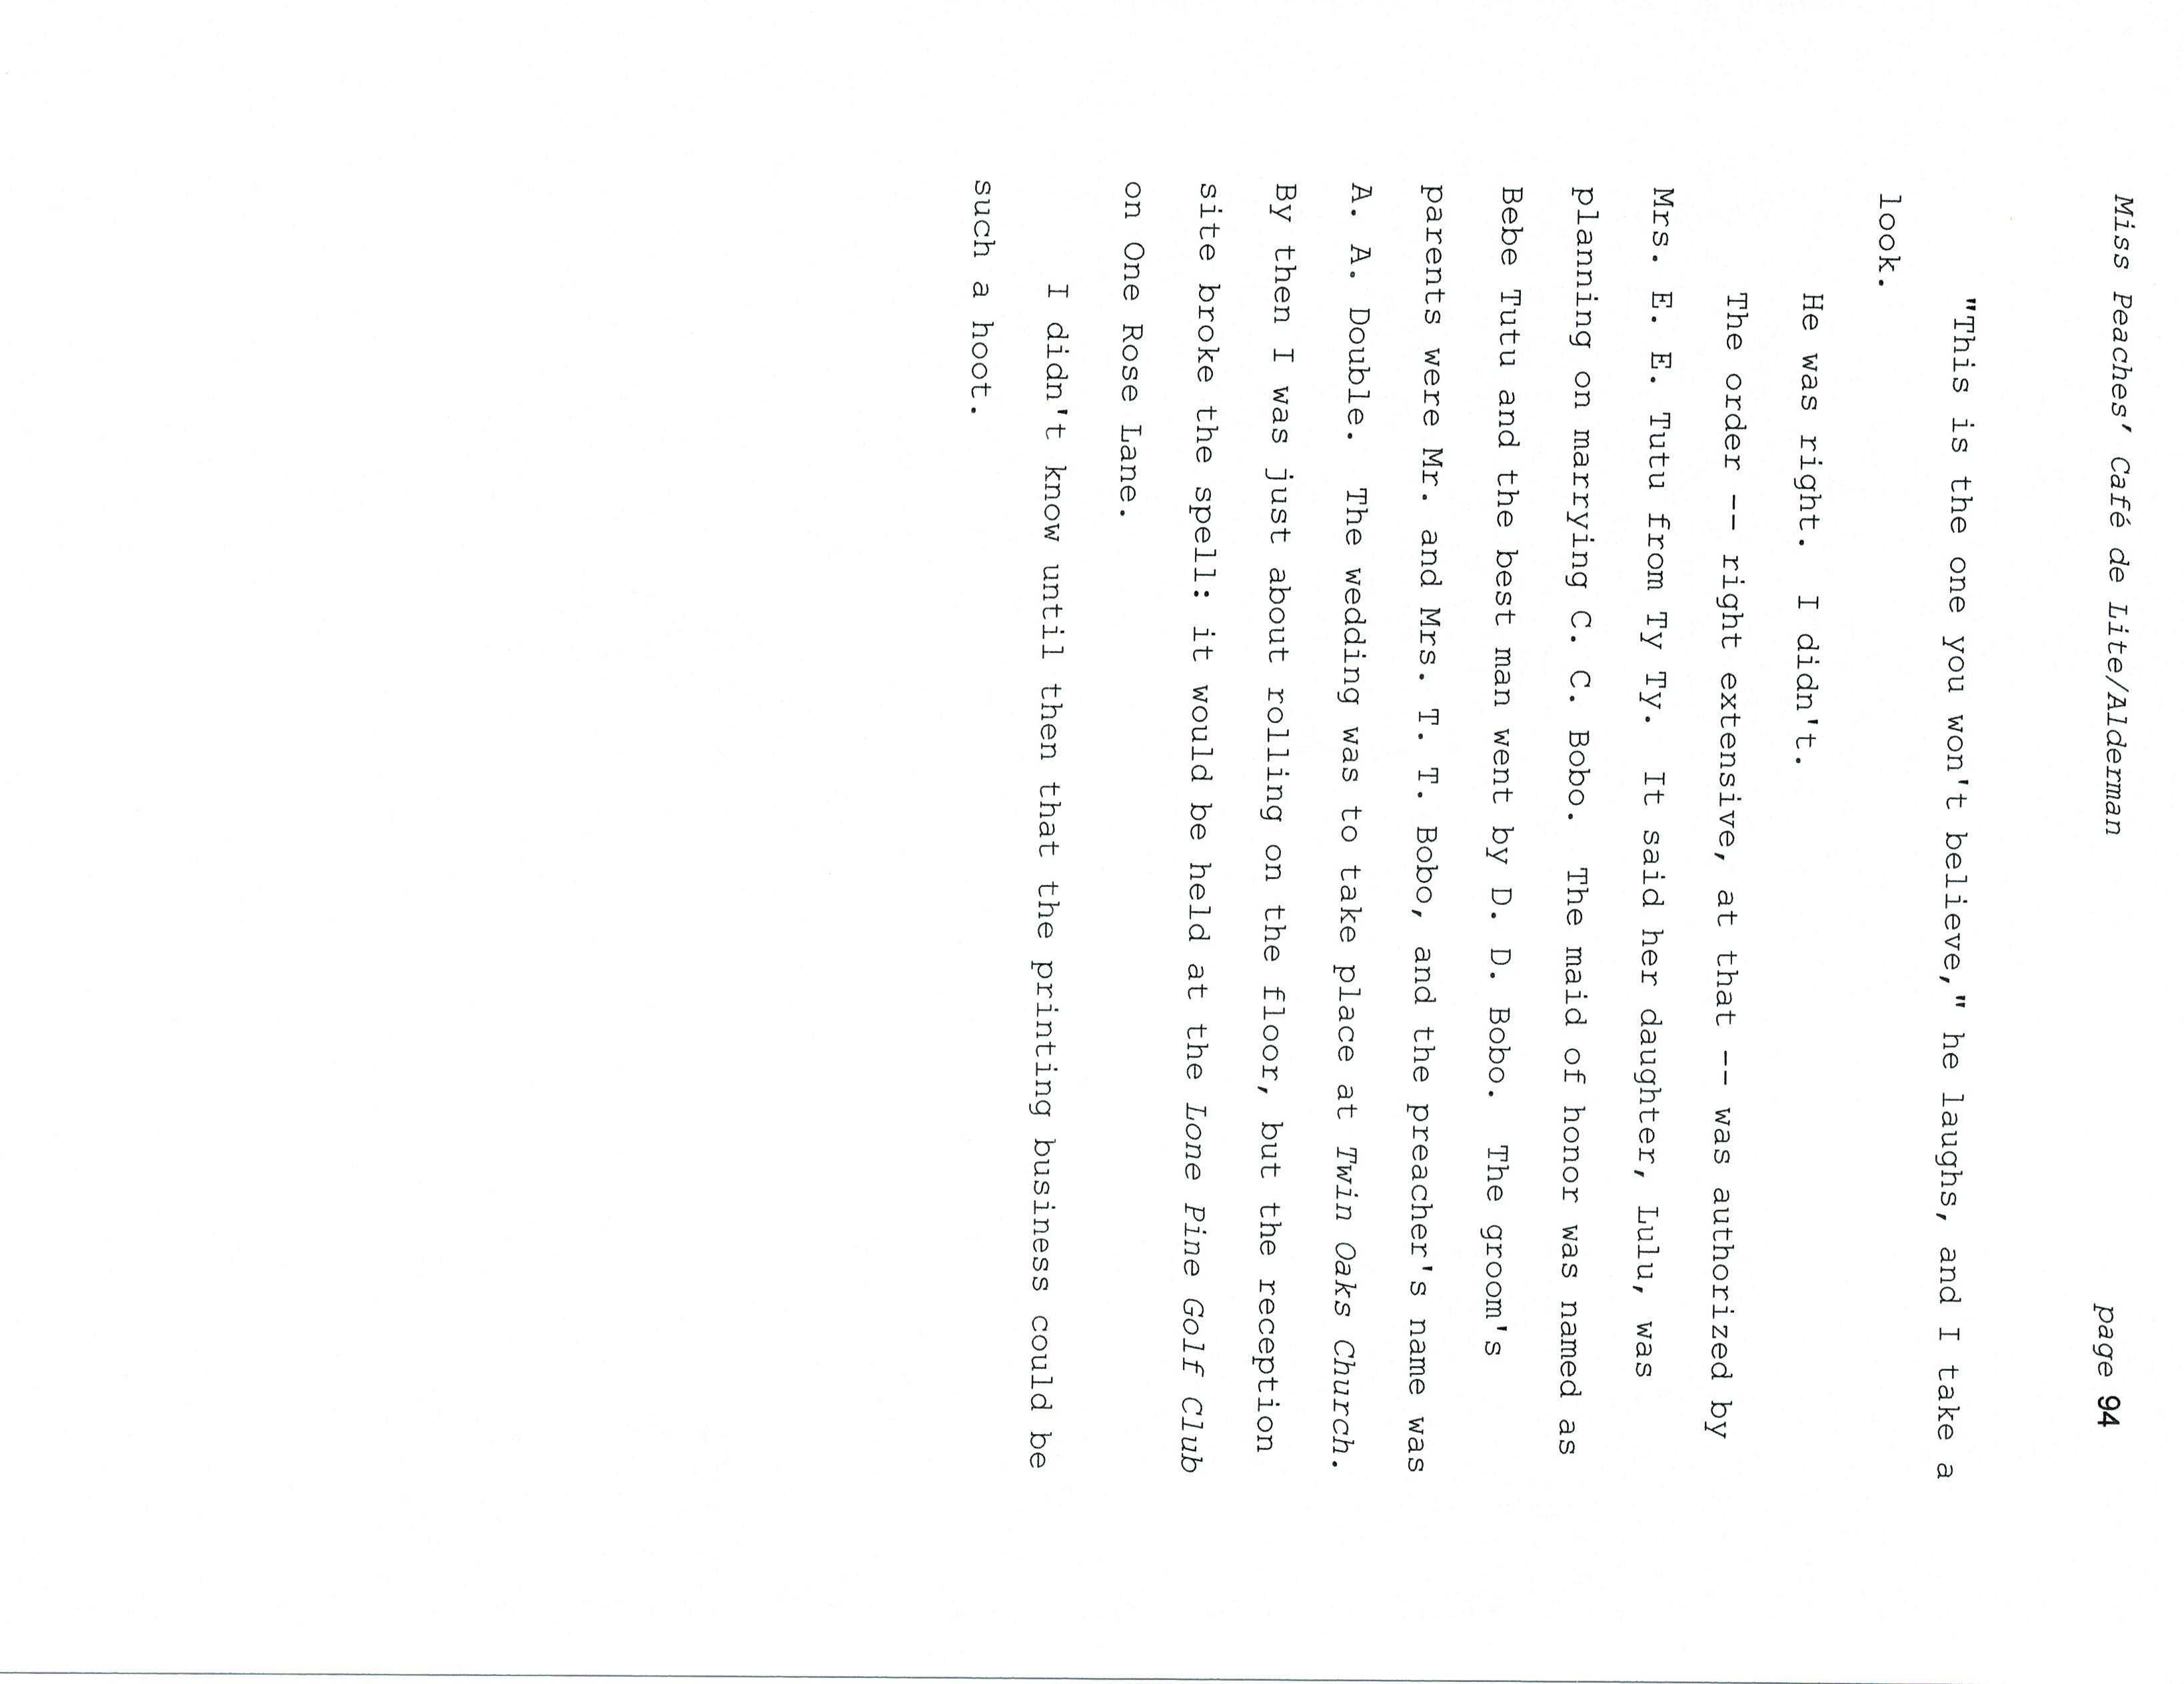 Miss Peaches' Café de Lite/Alderman page 94
"This is the one you won't believe," he laughs, and I take a
look.
He was right. I didn't.
The order -- right extensive, at that -- was authorized by
Mrs. E. E. Tutu from Ty Ty. It said her daughter, Lulu, was
planning on marrying C. C. Bobo. The maid of honor was named as
Bebe Tutu and the best man went by D. D. Bobo. The groom's
parents were Mr. and Mrs. T. T. Bobo, and the preacher's name was
A. A. Double. The wedding was to take place at Twin Oaks Church.
By then I was just about rolling on the floor, but the reception
site broke the spell: it would be held at the Lone Pine Golf Club
on One Rose Lane.
I didn't know until then that the printing business could be
such a hoot.